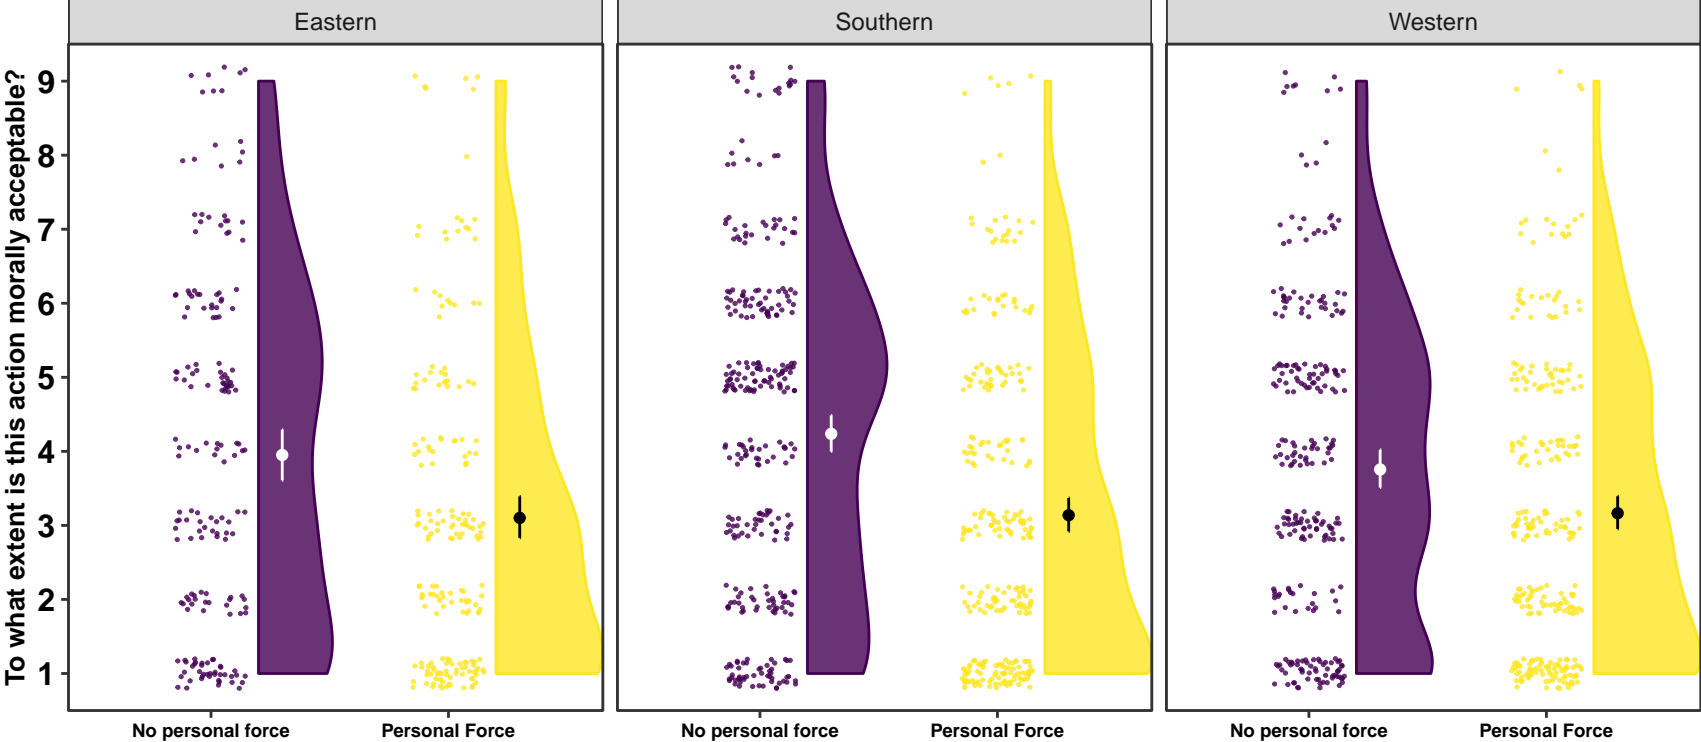 Eastern
Southern
Western
To what extent is this action morally acceptable?
9
8
7
6
5
4
3
2
1
No personal force
Personal Force
No personal force
Personal Force
No personal force
Personal Force